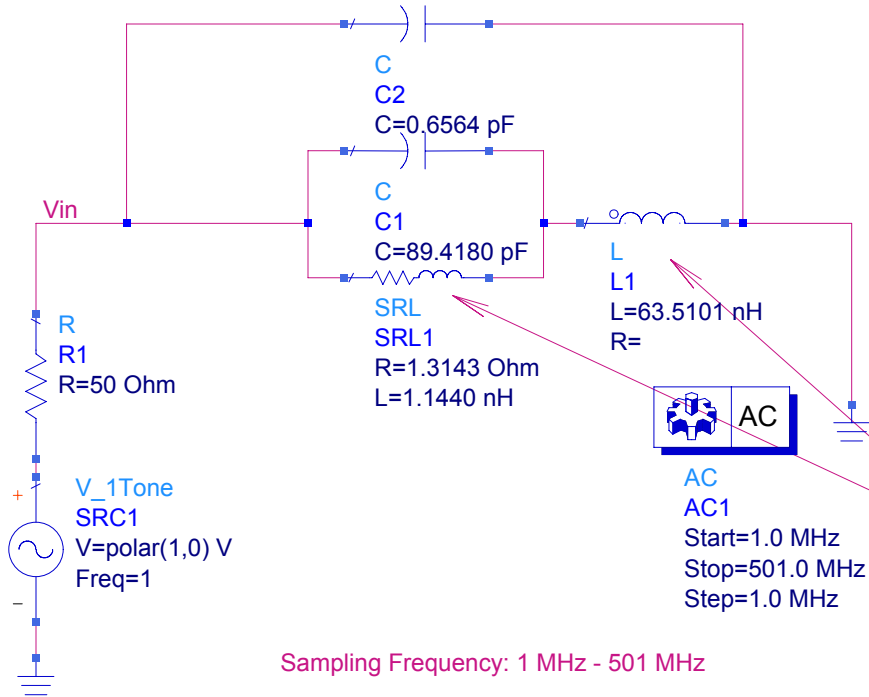 C
C2
C=0.6564 pF
Vin
C
C1
C=89.4180 pF
L
L1
L=63.5101 nH
R=
SRL
SRL1
R=1.3143 Ohm
L=1.1440 nH
R
R1
R=50 Ohm
AC
AC
AC1
Start=1.0 MHz
Stop=501.0 MHz
Step=1.0 MHz
+
V_1Tone
SRC1
V=polar(1,0) V
Freq=1
−
Sampling Frequency: 1 MHz - 501 MHz